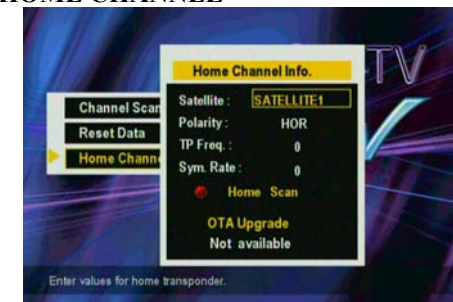 HOME CHANNEL
TV
Home Channel Info.
Channel Scan
Reset Data
Home Channe
Satellite : SATELLITE1
Polarity : HOR
TP Freq. : 0
Sym. Rate : 0
Home Scan
OTA Upgrade
Not available
Enter values for home transponder.